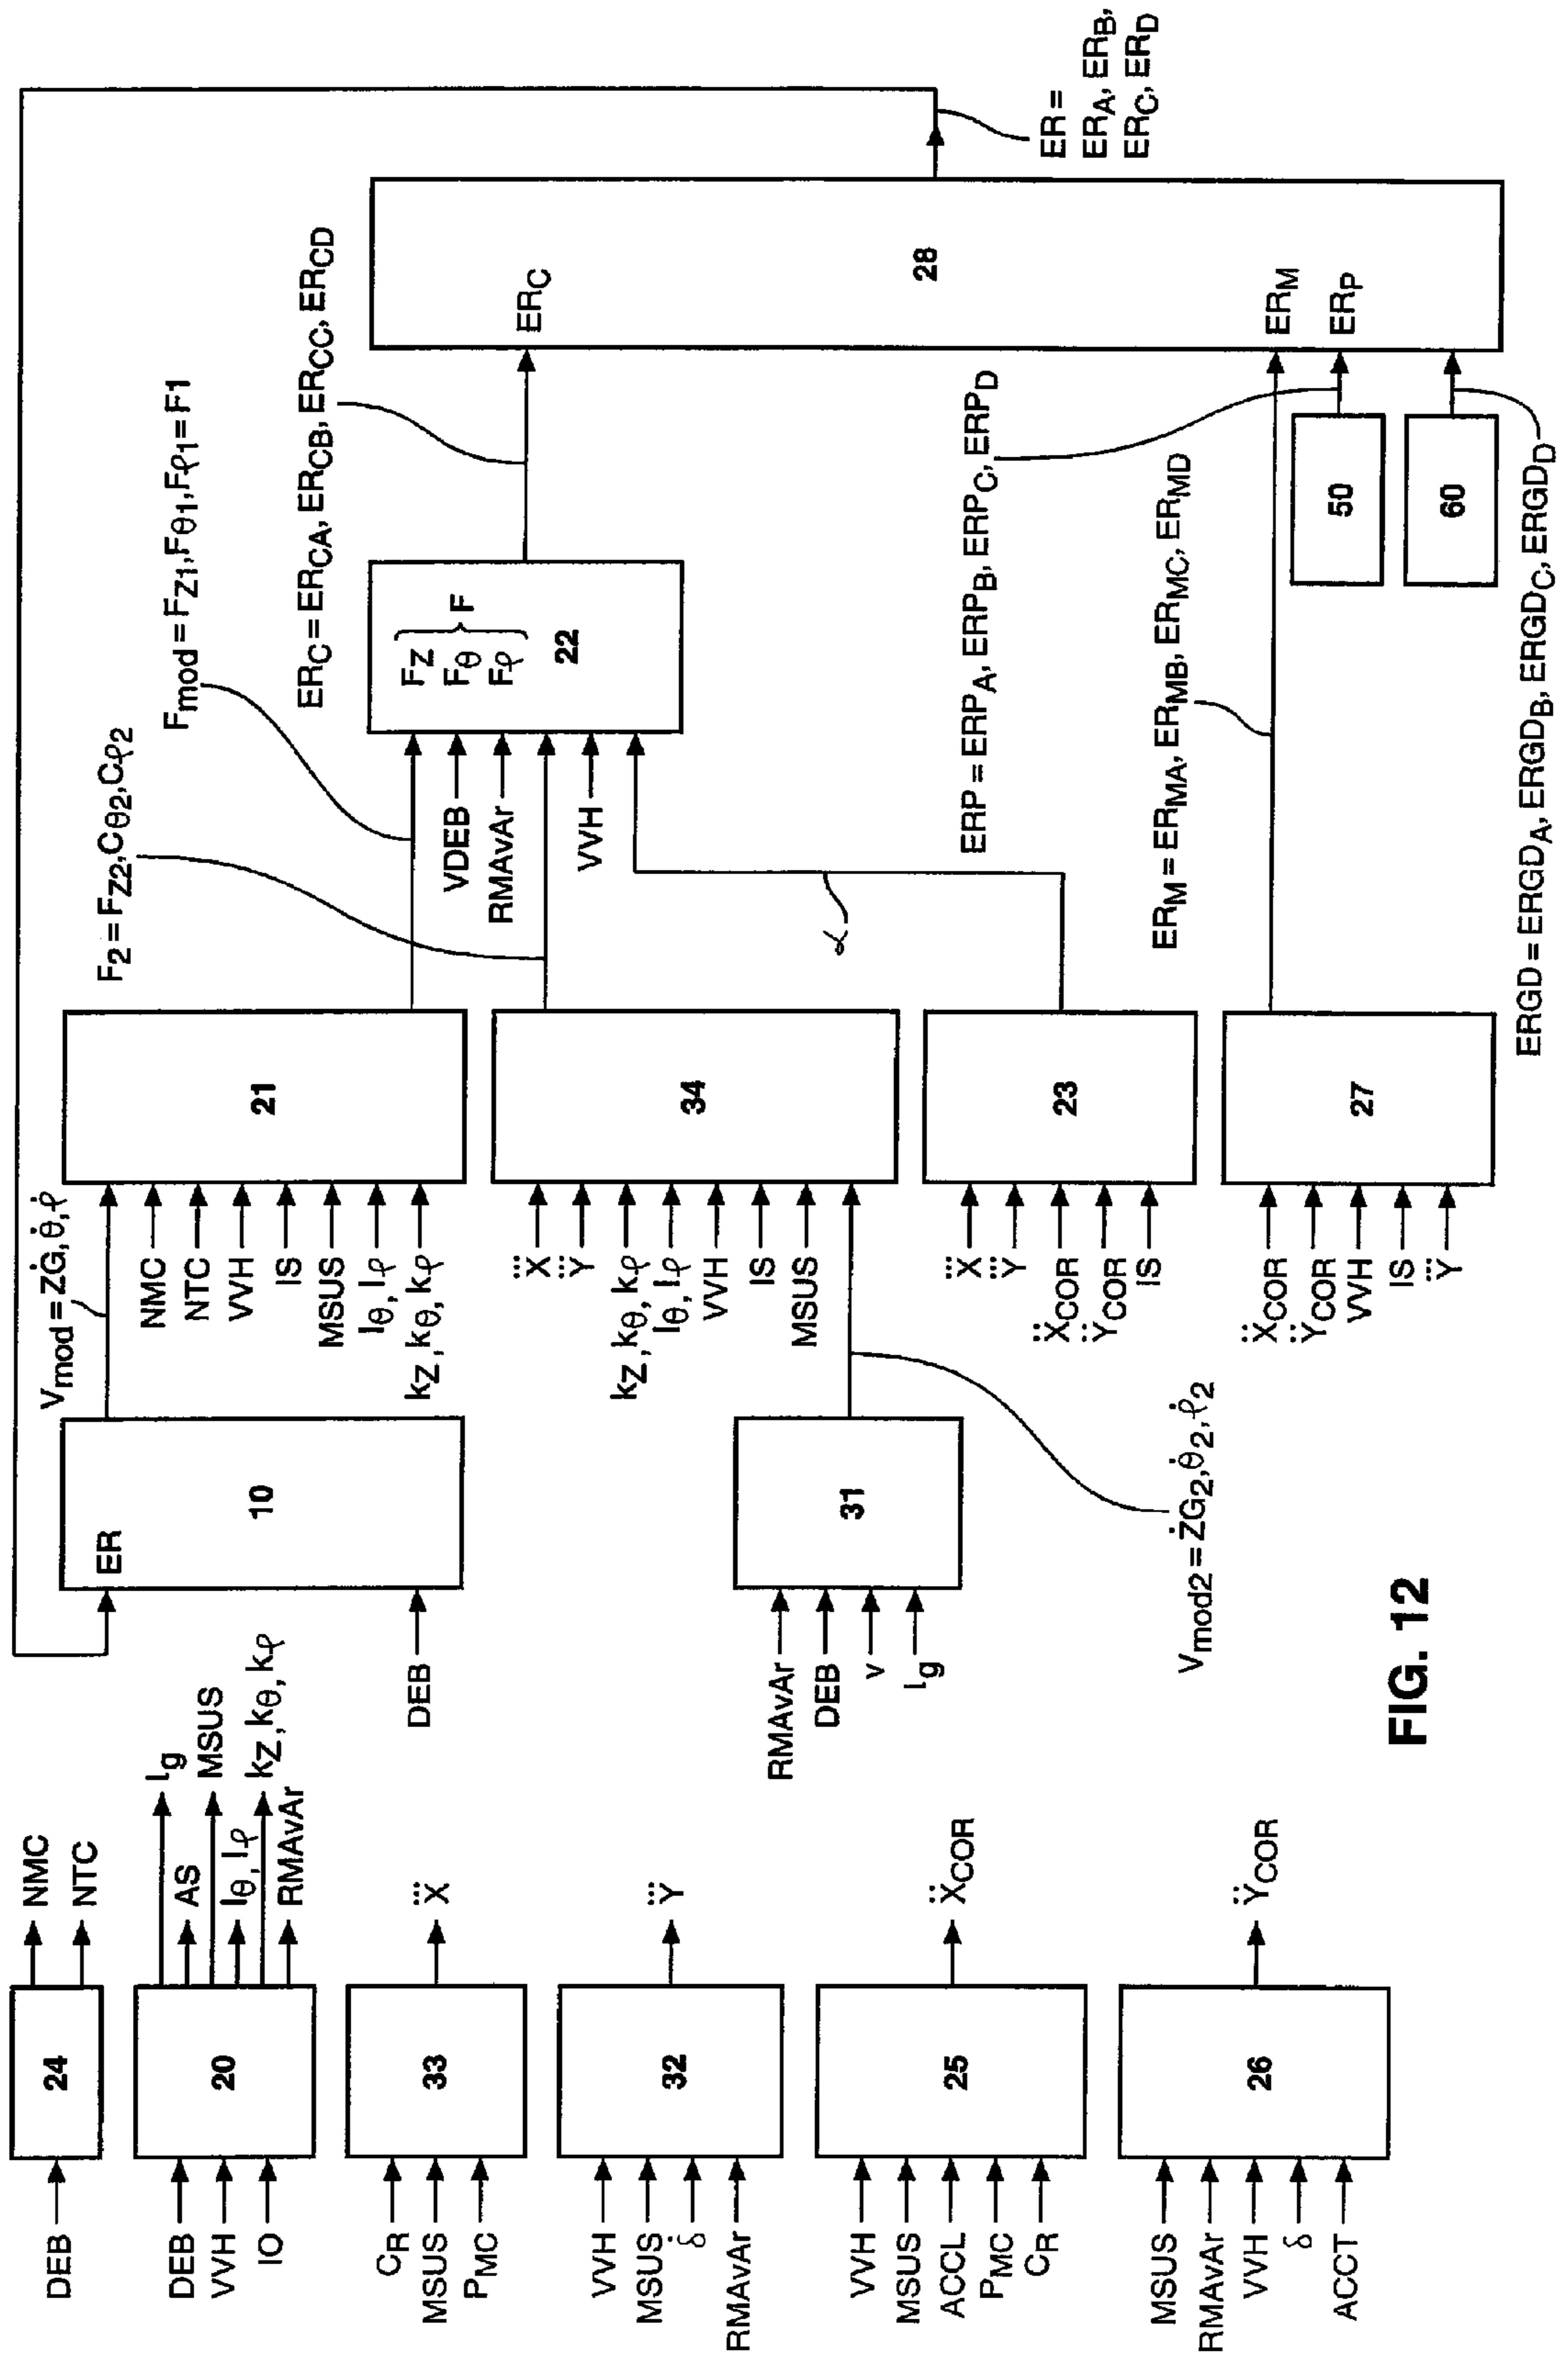 DEB
24
NMC
NTC
DEB
VVH
IO
20
lg
AS
MSUS
Iθ, Iφ
kZ, kθ, kφ
RMAvAr
CR
MSUS
PMC
33
X⃛
VVH
MSUS
δ̇
RMAvAr
32
Y⃛
VVH
MSUS
ACCL
PMC
CR
25
ẌCOR
MSUS
RMAvAr
VVH
δ
ACCT
26
ŸCOR
ER
10
DEB
Vmod = ŻG, θ̇, φ̇
RMAvAr
DEB
v
lg
31
Vmod2 = ŻG2, θ̇2, φ̇2
NMC
NTC
VVH
IS
MSUS
Iθ, Iφ
kZ, kθ, kφ
21
X⃛
Y⃛
kZ, kθ, kφ
Iθ, Iφ
VVH
IS
MSUS
34
X⃛
Y⃛
ẌCOR
ŸCOR
IS
23
ẌCOR
ŸCOR
VVH
IS
Y⃛
27
F2 = FZ2, Cθ2, Cφ2
Fmod = FZ1, Fθ1, Fφ1 = F1
VDEB
RMAvAr
VVH
α
FZ
Fθ
Fφ
F
22
ERC = ERCA, ERCB, ERCC, ERCD
ERP = ERPA, ERPB, ERPC, ERPD
ERM = ERMA, ERMB, ERMC, ERMD
ERGD = ERGDA, ERGDB, ERGDC, ERGDD
50
60
ERC
28
ERM
ERP
ER =
ERA, ERB,
ERC, ERD
FIG. 12